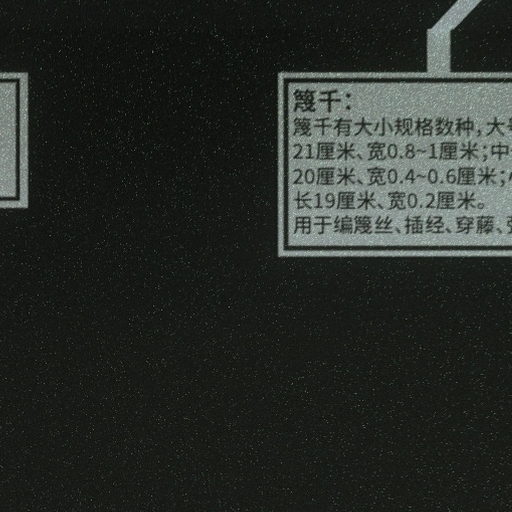 篾千：
篾千有大小规格数种，大号
21厘米、宽0.8~1厘米；中
20厘米、宽0.4~0.6厘米；
长19厘米、宽0.2厘米。
用于编篾丝、插经、穿藤、